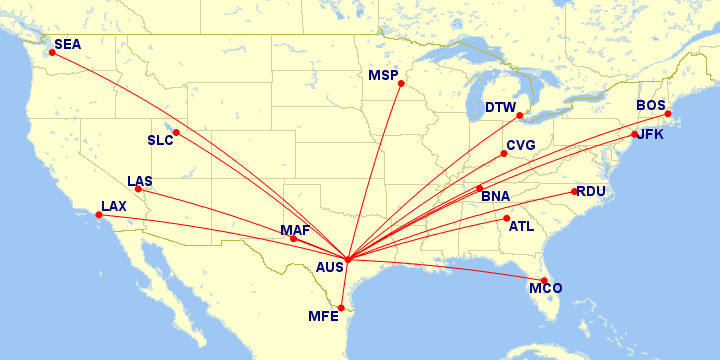 SEA
MSP
DTW
BOS
JFK
SLC
CVG
LAS
BNA
RDU
LAX
MAF
ATL
AUS
MCO
MFE